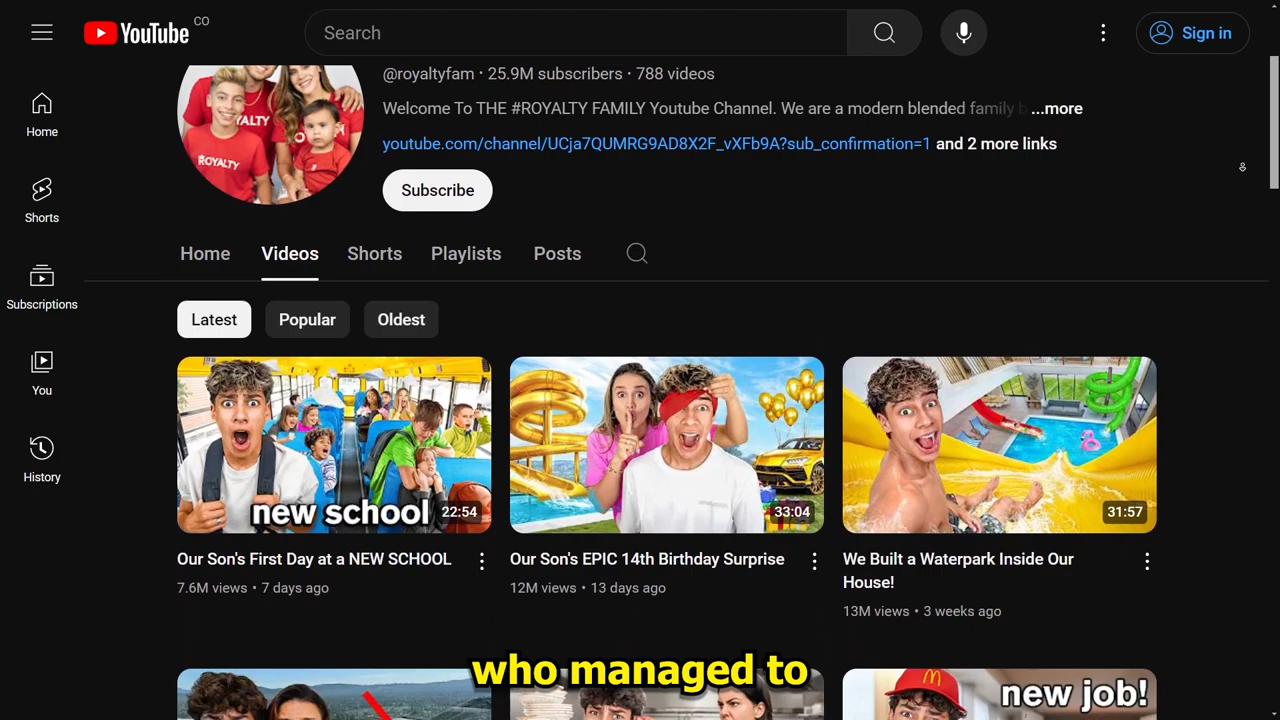 YouTube CO
Search
Sign in
@royaltyfam • 25.9M subscribers • 788 videos
Welcome To THE #ROYALTY FAMILY Youtube Channel. We are a modern blended family ...more
youtube.com/channel/UCja7QUMRG9AD8X2F_vXFb9A?sub_confirmation=1 and 2 more links
Subscribe
ROYALTY
ROYALTY
Home
Shorts
Subscriptions
You
History
Home Videos Shorts Playlists Posts
Latest Popular Oldest
new school
22:54
33:04
31:57
Our Son's First Day at a NEW SCHOOL
7.6M views • 7 days ago
Our Son's EPIC 14th Birthday Surprise
12M views • 13 days ago
We Built a Waterpark Inside Our
House!
13M views • 3 weeks ago
new job!
who managed to